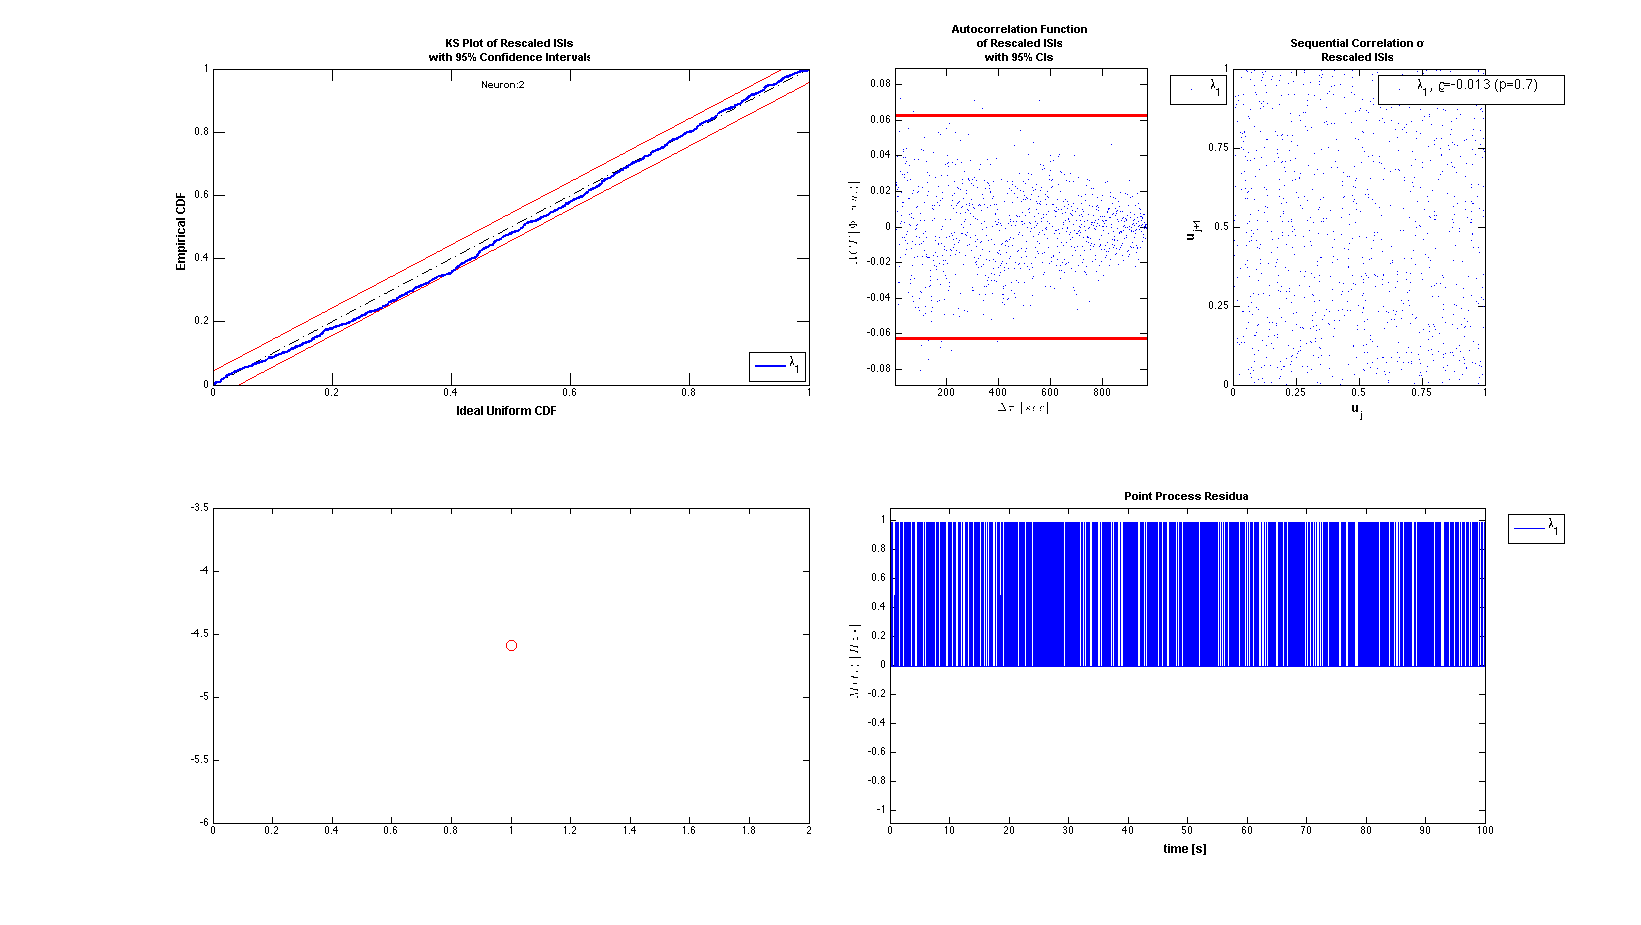 KS Plot of Rescaled ISIs
with 95% Confidence Intervals
Neuron:2
1
0.8
0.6
0.4
0.2
0
Empirical CDF
0 0.2 0.4 0.6 0.8 1
Ideal Uniform CDF
λ1
Autocorrelation Function
of Rescaled ISIs
with 95% CIs
0.08
0.06
0.04
0.02
0
-0.02
-0.04
-0.06
-0.08
200 400 600 800
λ1
Sequential Correlation o
Rescaled ISIs
λ1, ρ=-0.013 (p=0.7)
1
0.75
0.5
0.25
0
uj+1
0 0.25 0.5 0.75 1
uj
-3.5
-4
-4.5
-5
-5.5
-6
0 0.2 0.4 0.6 0.8 1 1.2 1.4 1.6 1.8 2
Point Process Residua
λ1
1
0.8
0.6
0.4
0.2
0
-0.2
-0.4
-0.6
-0.8
-1
0 10 20 30 40 50 60 70 80 90 100
time [s]